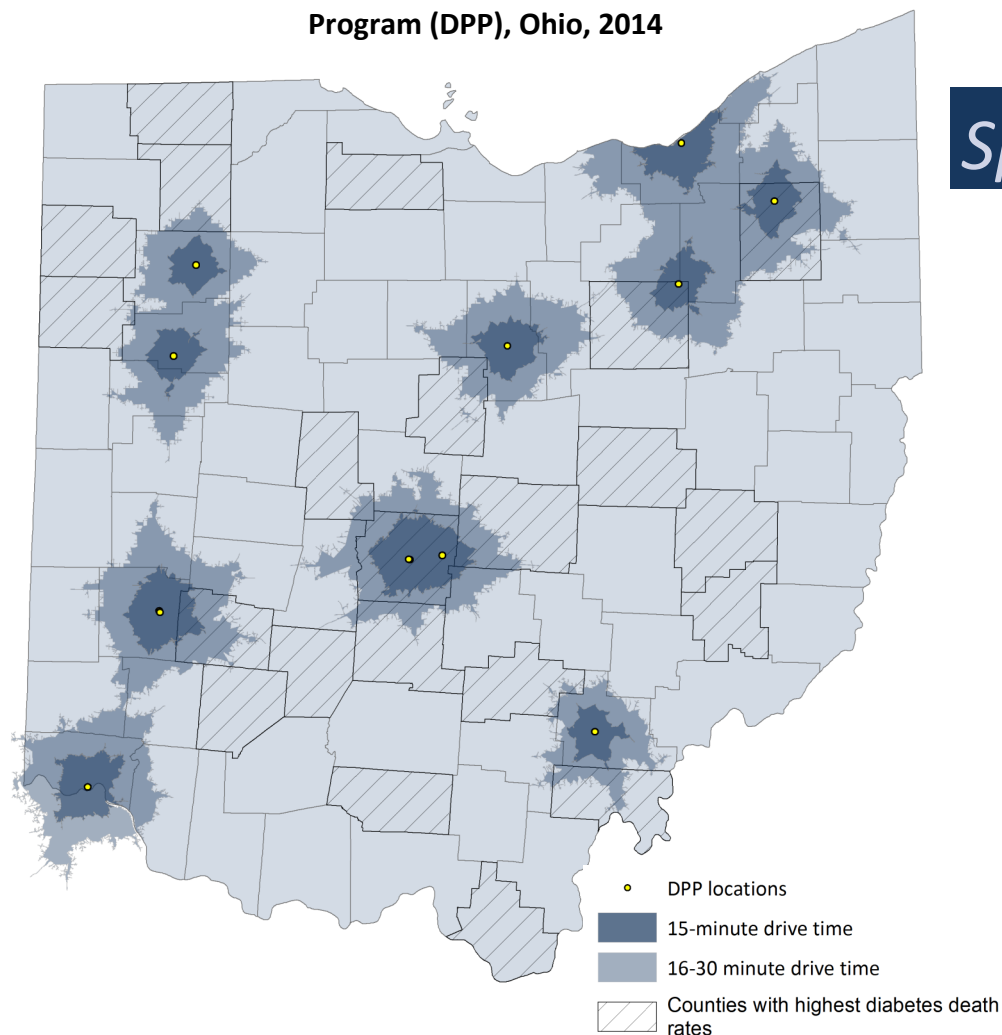 Program (DPP), Ohio, 2014
DPP locations
15-minute drive time
16-30 minute drive time
Counties with highest diabetes death
rates